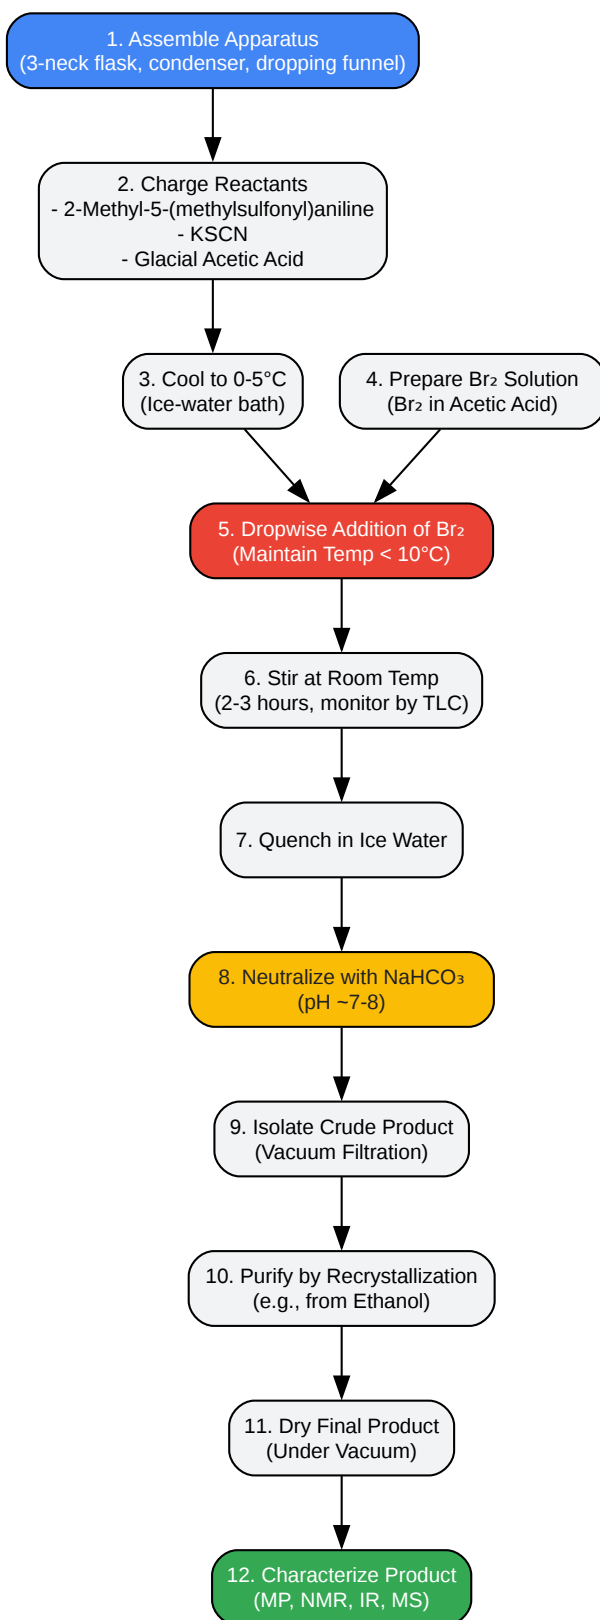 1. Assemble Apparatus
(3-neck flask, condenser, dropping funnel)
2. Charge Reactants
- 2-Methyl-5-(methylsulfonyl)aniline
- KSCN
- Glacial Acetic Acid
3. Cool to 0-5°C
(Ice-water bath)
4. Prepare Br₂ Solution
(Br₂ in Acetic Acid)
5. Dropwise Addition of Br₂
(Maintain Temp < 10°C)
6. Stir at Room Temp
(2-3 hours, monitor by TLC)
7. Quench in Ice Water
8. Neutralize with NaHCO₃
(pH ~7-8)
9. Isolate Crude Product
(Vacuum Filtration)
10. Purify by Recrystallization
(e.g., from Ethanol)
11. Dry Final Product
(Under Vacuum)
12. Characterize Product
(MP, NMR, IR, MS)